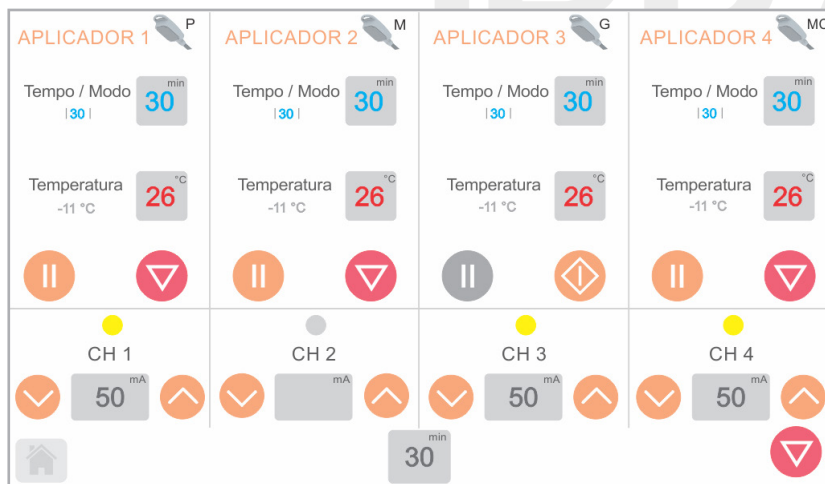 APLICADOR 1 P
Tempo / Modo 30 min
|30|
Temperatura 26 °C
-11 °C
APLICADOR 2 M
Tempo / Modo 30 min
|30|
Temperatura 26 °C
-11 °C
APLICADOR 3 G
Tempo / Modo 30 min
|30|
Temperatura 26 °C
-11 °C
APLICADOR 4
Tempo / Modo 30 min
|30|
Temperatura 26 °C
-11 °C
CH 1
50 mA
CH 2
mA
CH 3
50 mA
CH 4
50 mA
30 min